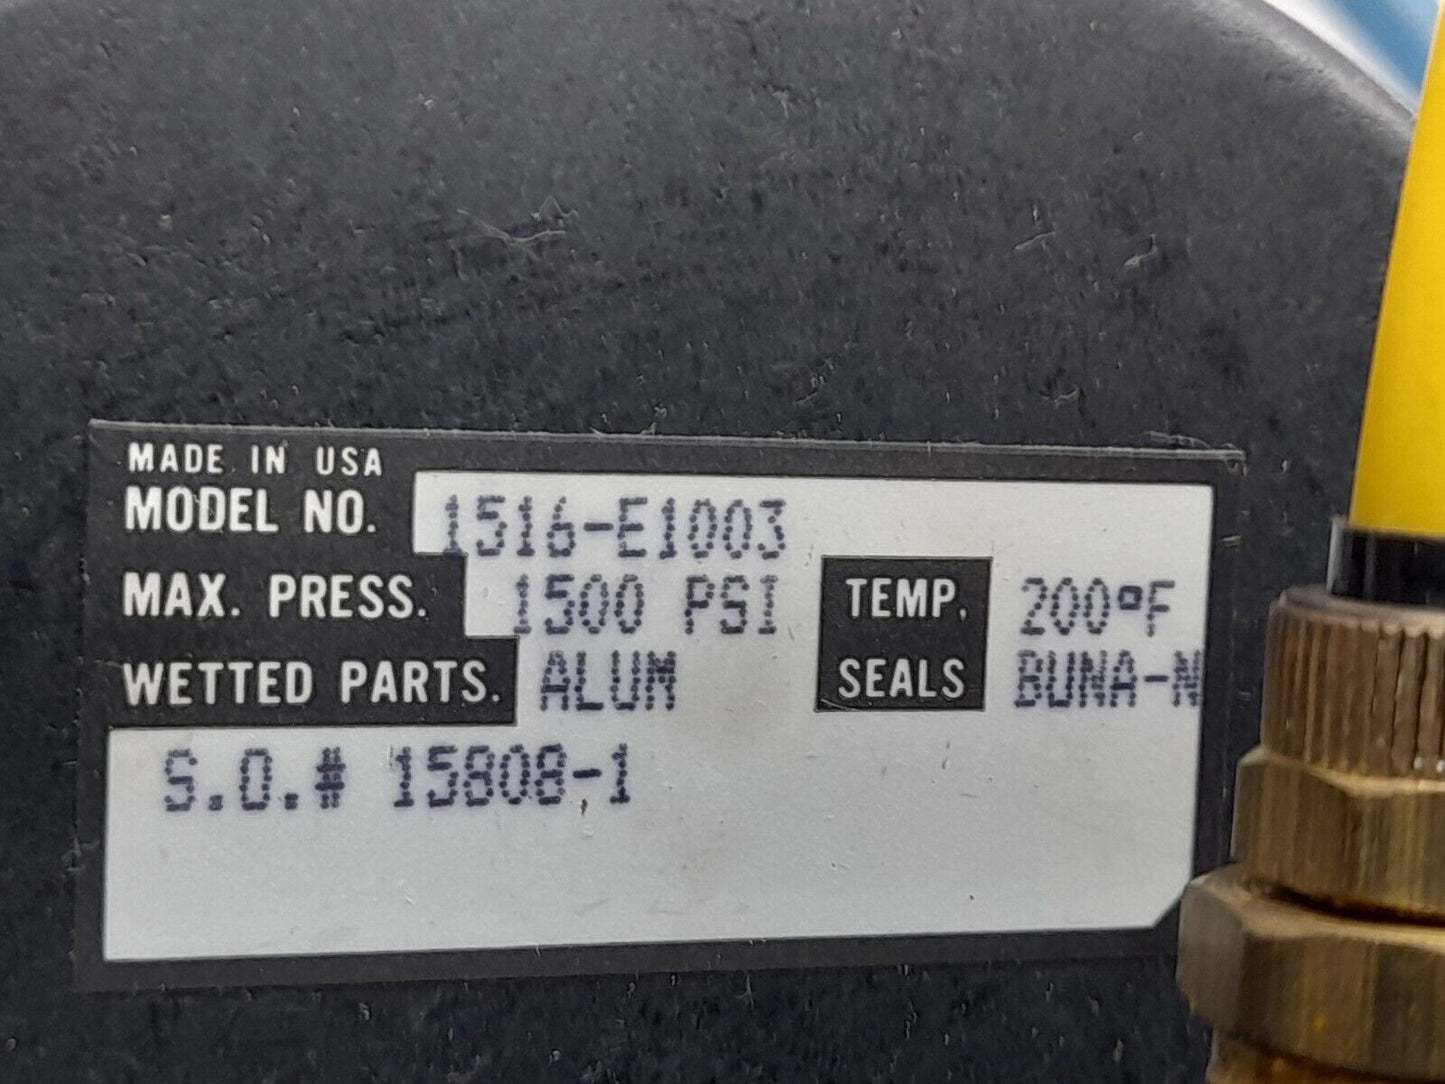 MADE IN USA
MODEL NO. 1516-E1003
MAX. PRESS. 1500 PSI TEMP. 200°F
WETTED PARTS. ALUM SEALS BUNA-N
S.O.# 15808-1